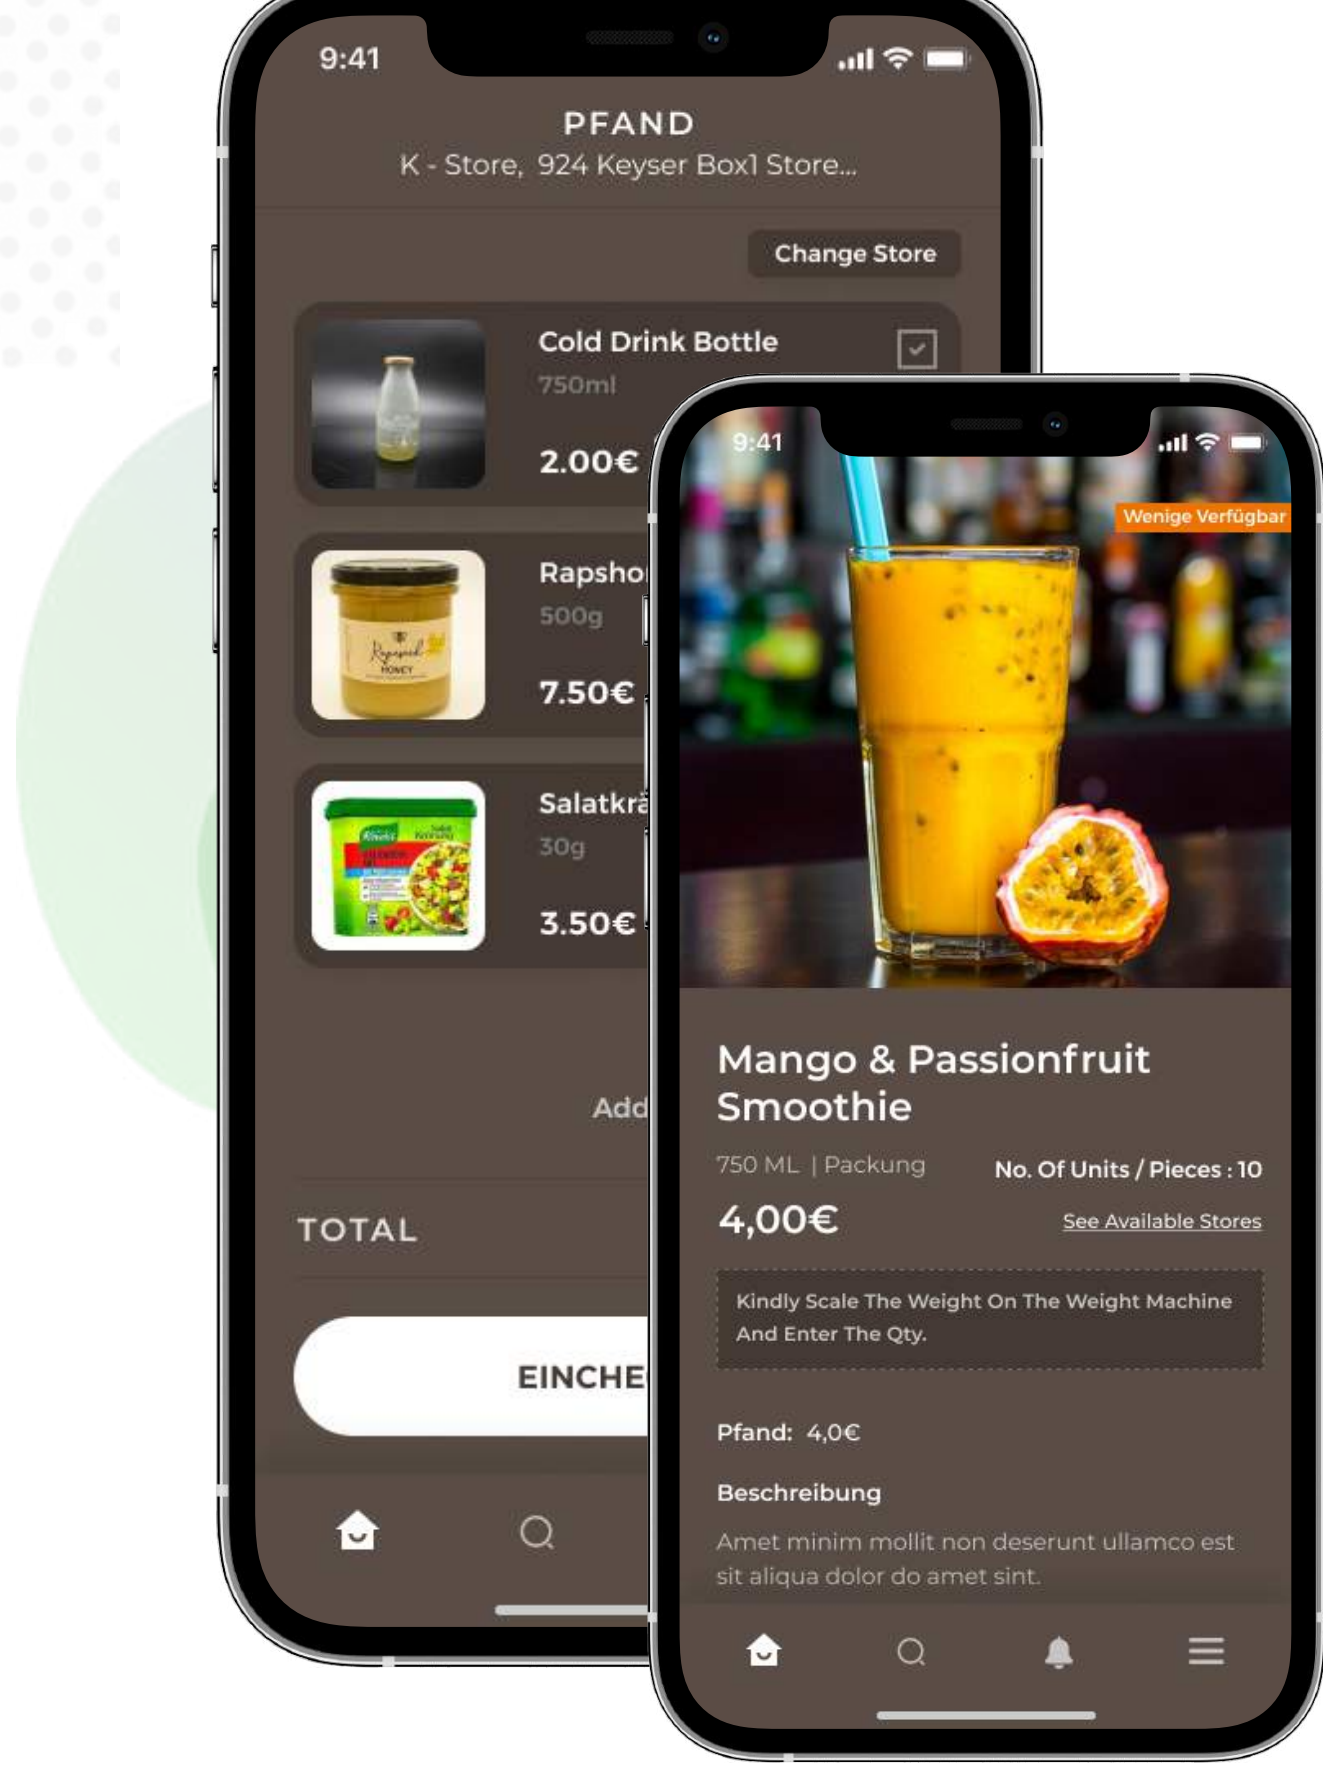 9:41
PFAND
K - Store, 924 Keyser Box1 Store...
Change Store
Cold Drink Bottle
750ml
2.00€
500g
7.50€
HONEY
Knorr
30g
3.50€
Add
TOTAL
9:41
Wenige Verfügbar
Mango & Passionfruit
Smoothie
750 ML | Packung
No. Of Units / Pieces : 10
4,00€
See Available Stores
Kindly Scale The Weight On The Weight Machine
And Enter The Qty.
Pfand: 4,0€
Beschreibung
Amet minim mollit non deserunt ullamco est
sit aliqua dolor do amet sint.